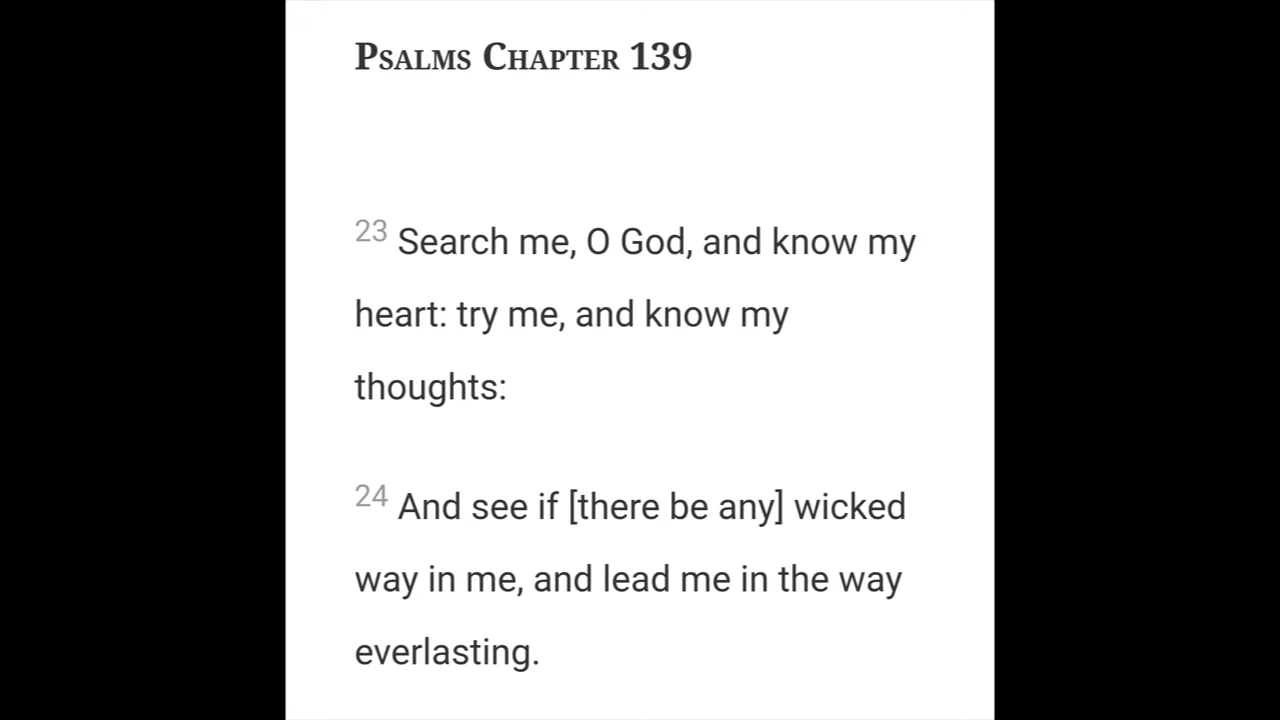 Psalms Chapter 139
23 Search me, O God, and know my
heart: try me, and know my
thoughts:
24 And see if [there be any] wicked
way in me, and lead me in the way
everlasting.